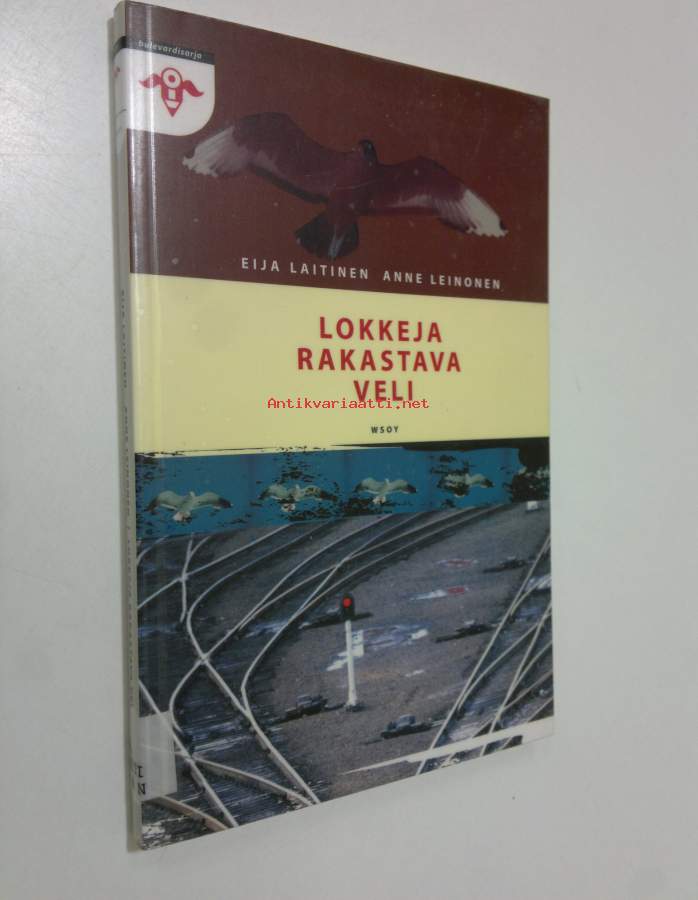 bulevardisarja
EIJA LAITINEN ANNE LEINONEN
LOKKEJA
RAKASTAVA
VELI
Antikvariaatti.net
WSOY